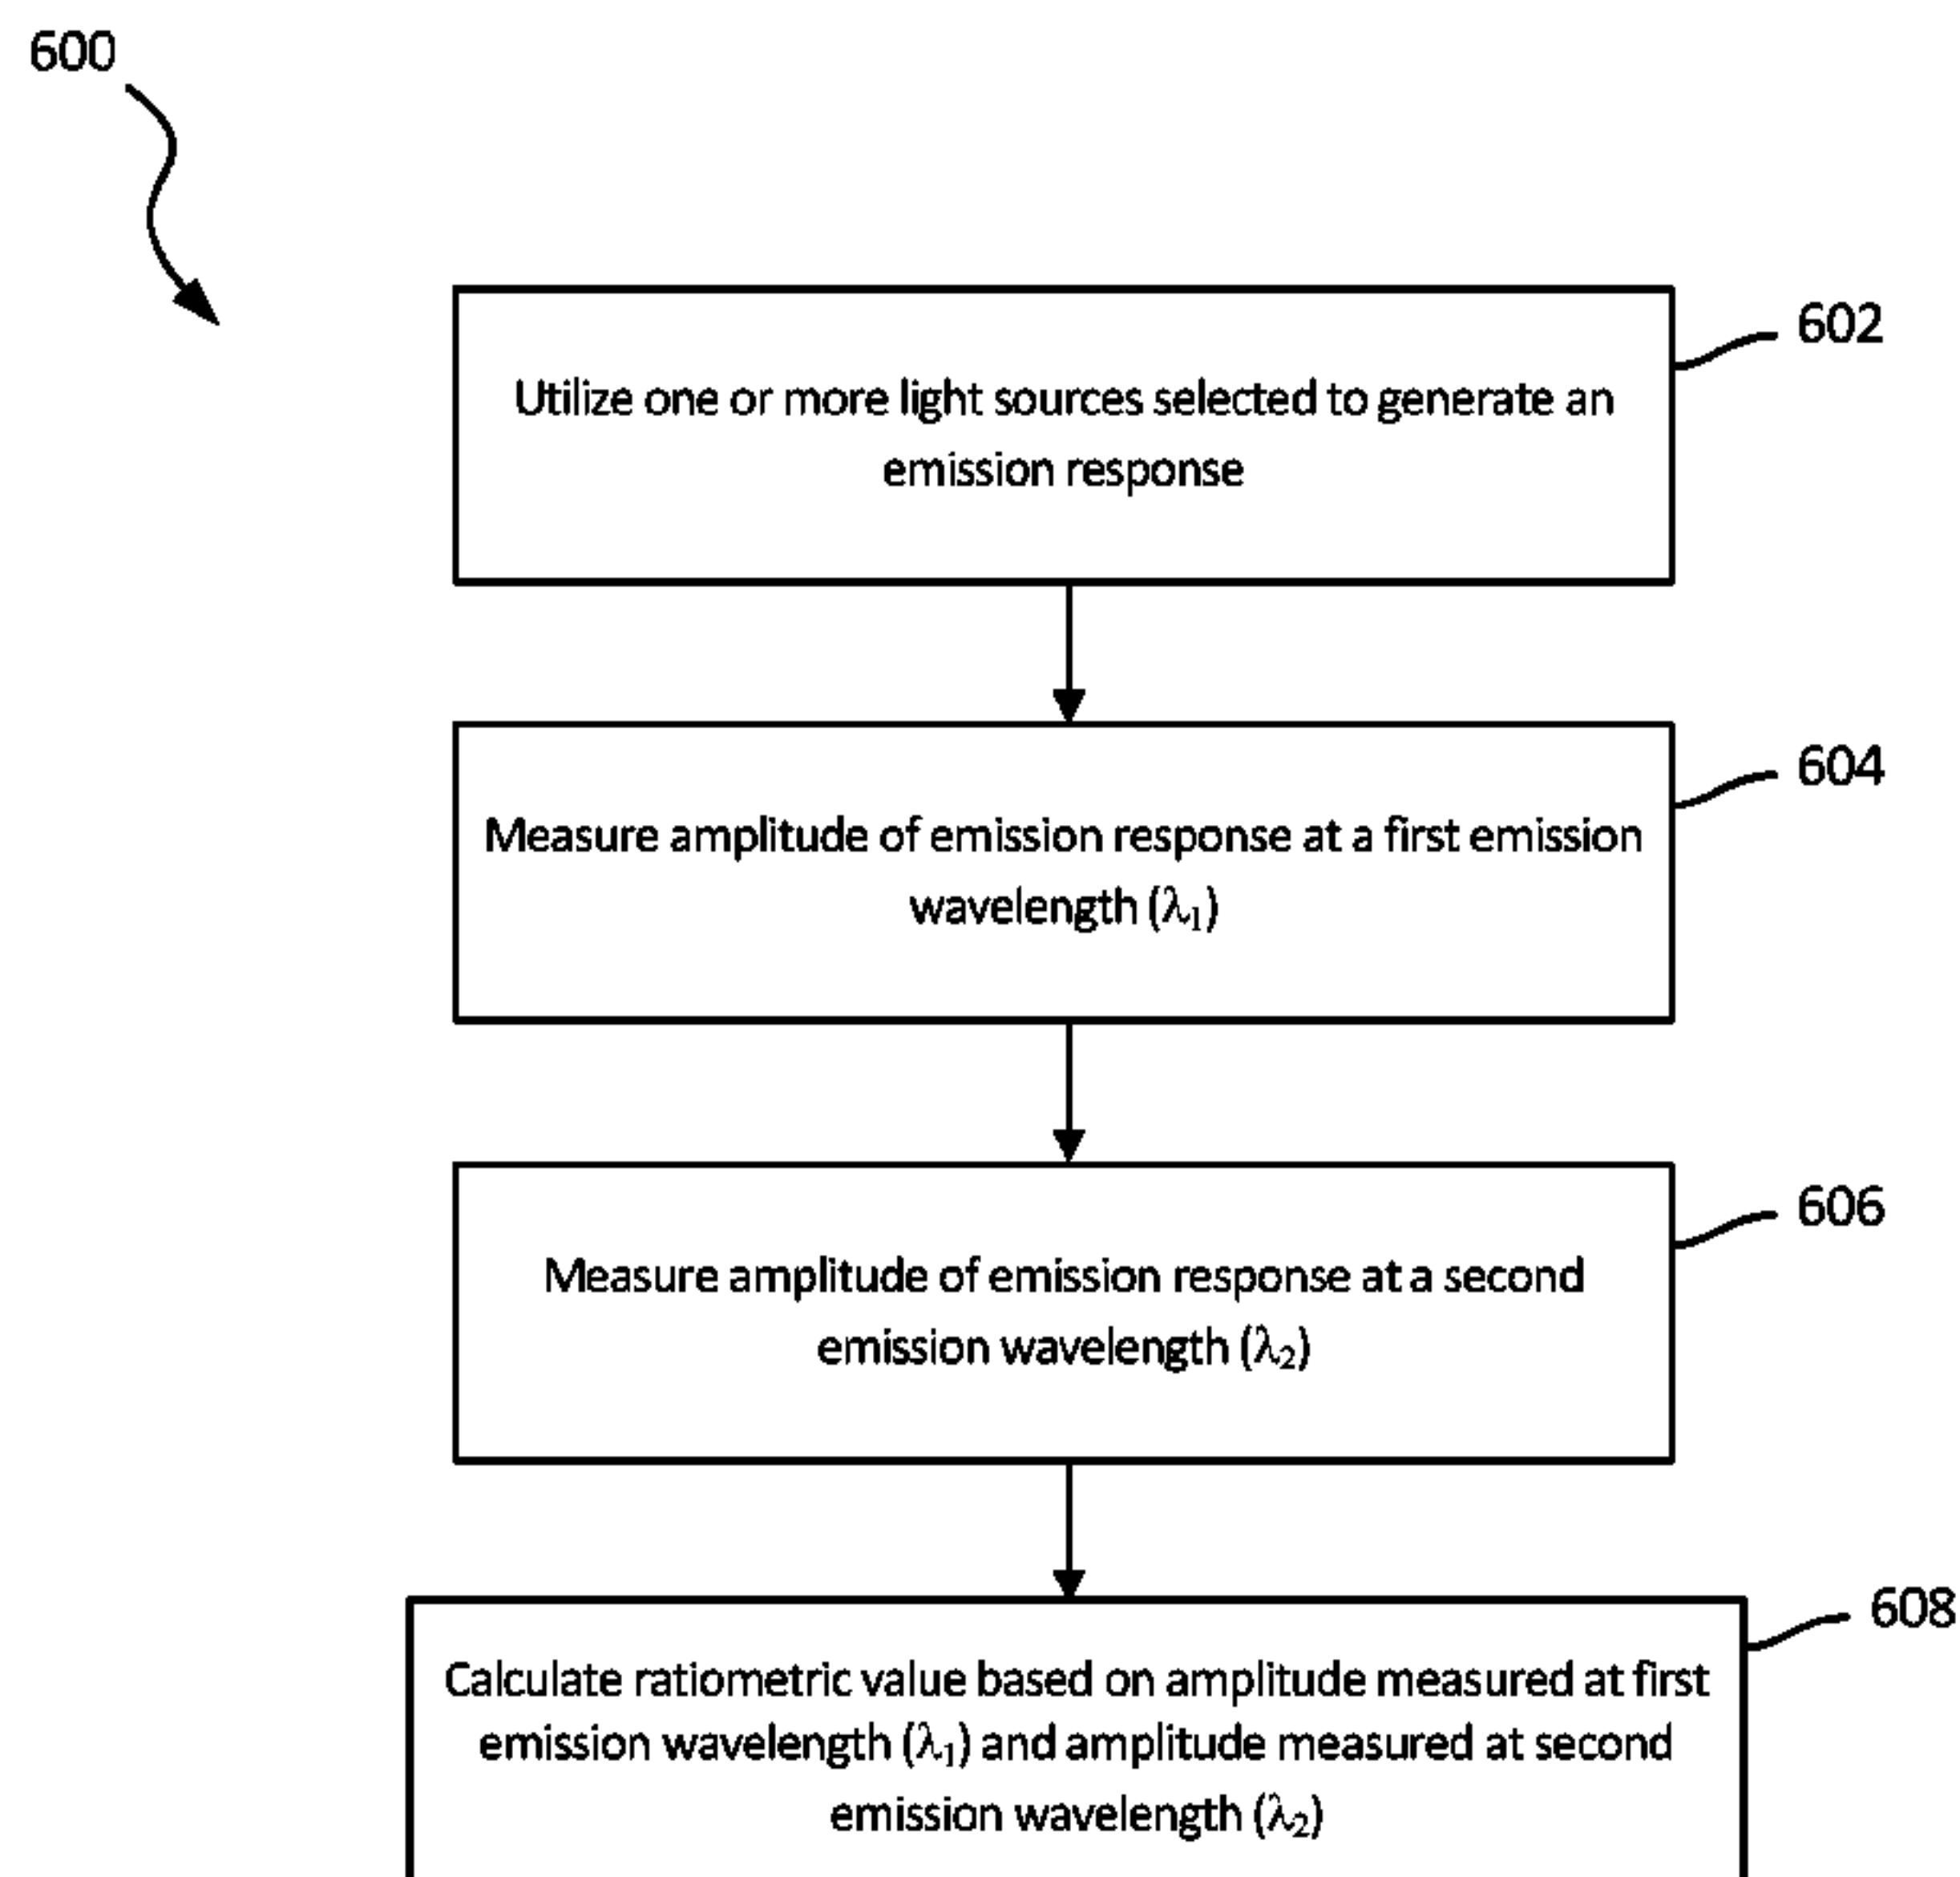 600
602
Utilize one or more light sources selected to generate an
emission response
604
Measure amplitude of emission response at a first emission
wavelength (λ₁)
606
Measure amplitude of emission response at a second
emission wavelength (λ₂)
608
Calculate ratiometric value based on amplitude measured at first
emission wavelength (λ₁) and amplitude measured at second
emission wavelength (λ₂)